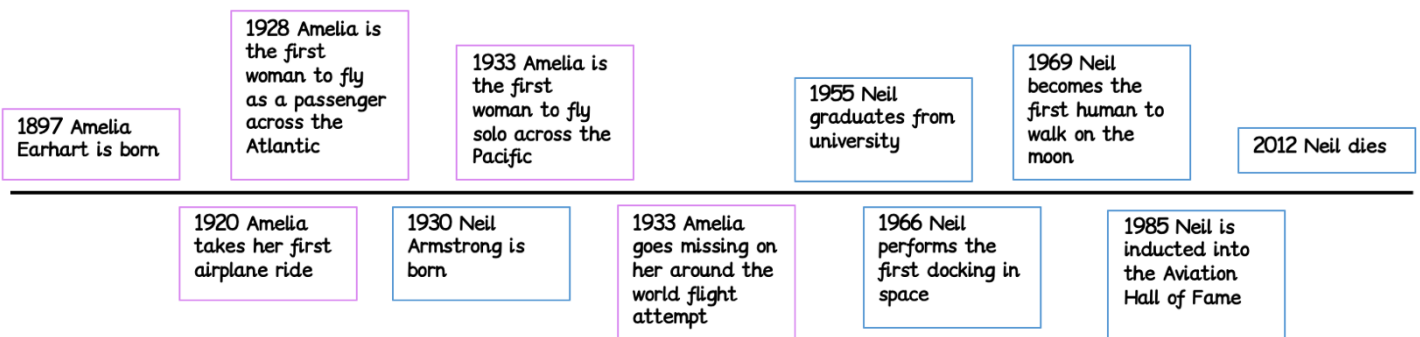 1897 Amelia
Earhart is born
1920 Amelia
takes her first
airplane ride
1928 Amelia is
the first
woman to fly
as a passenger
across the
Atlantic
1930 Neil
Armstrong is
born
1933 Amelia is
the first
woman to fly
solo across the
Pacific
1933 Amelia
goes missing on
her around the
world flight
attempt
1955 Neil
graduates from
university
1966 Neil
performs the
first docking in
space
1969 Neil
becomes the
first human to
walk on the
moon
1985 Neil is
inducted into
the Aviation
Hall of Fame
2012 Neil dies